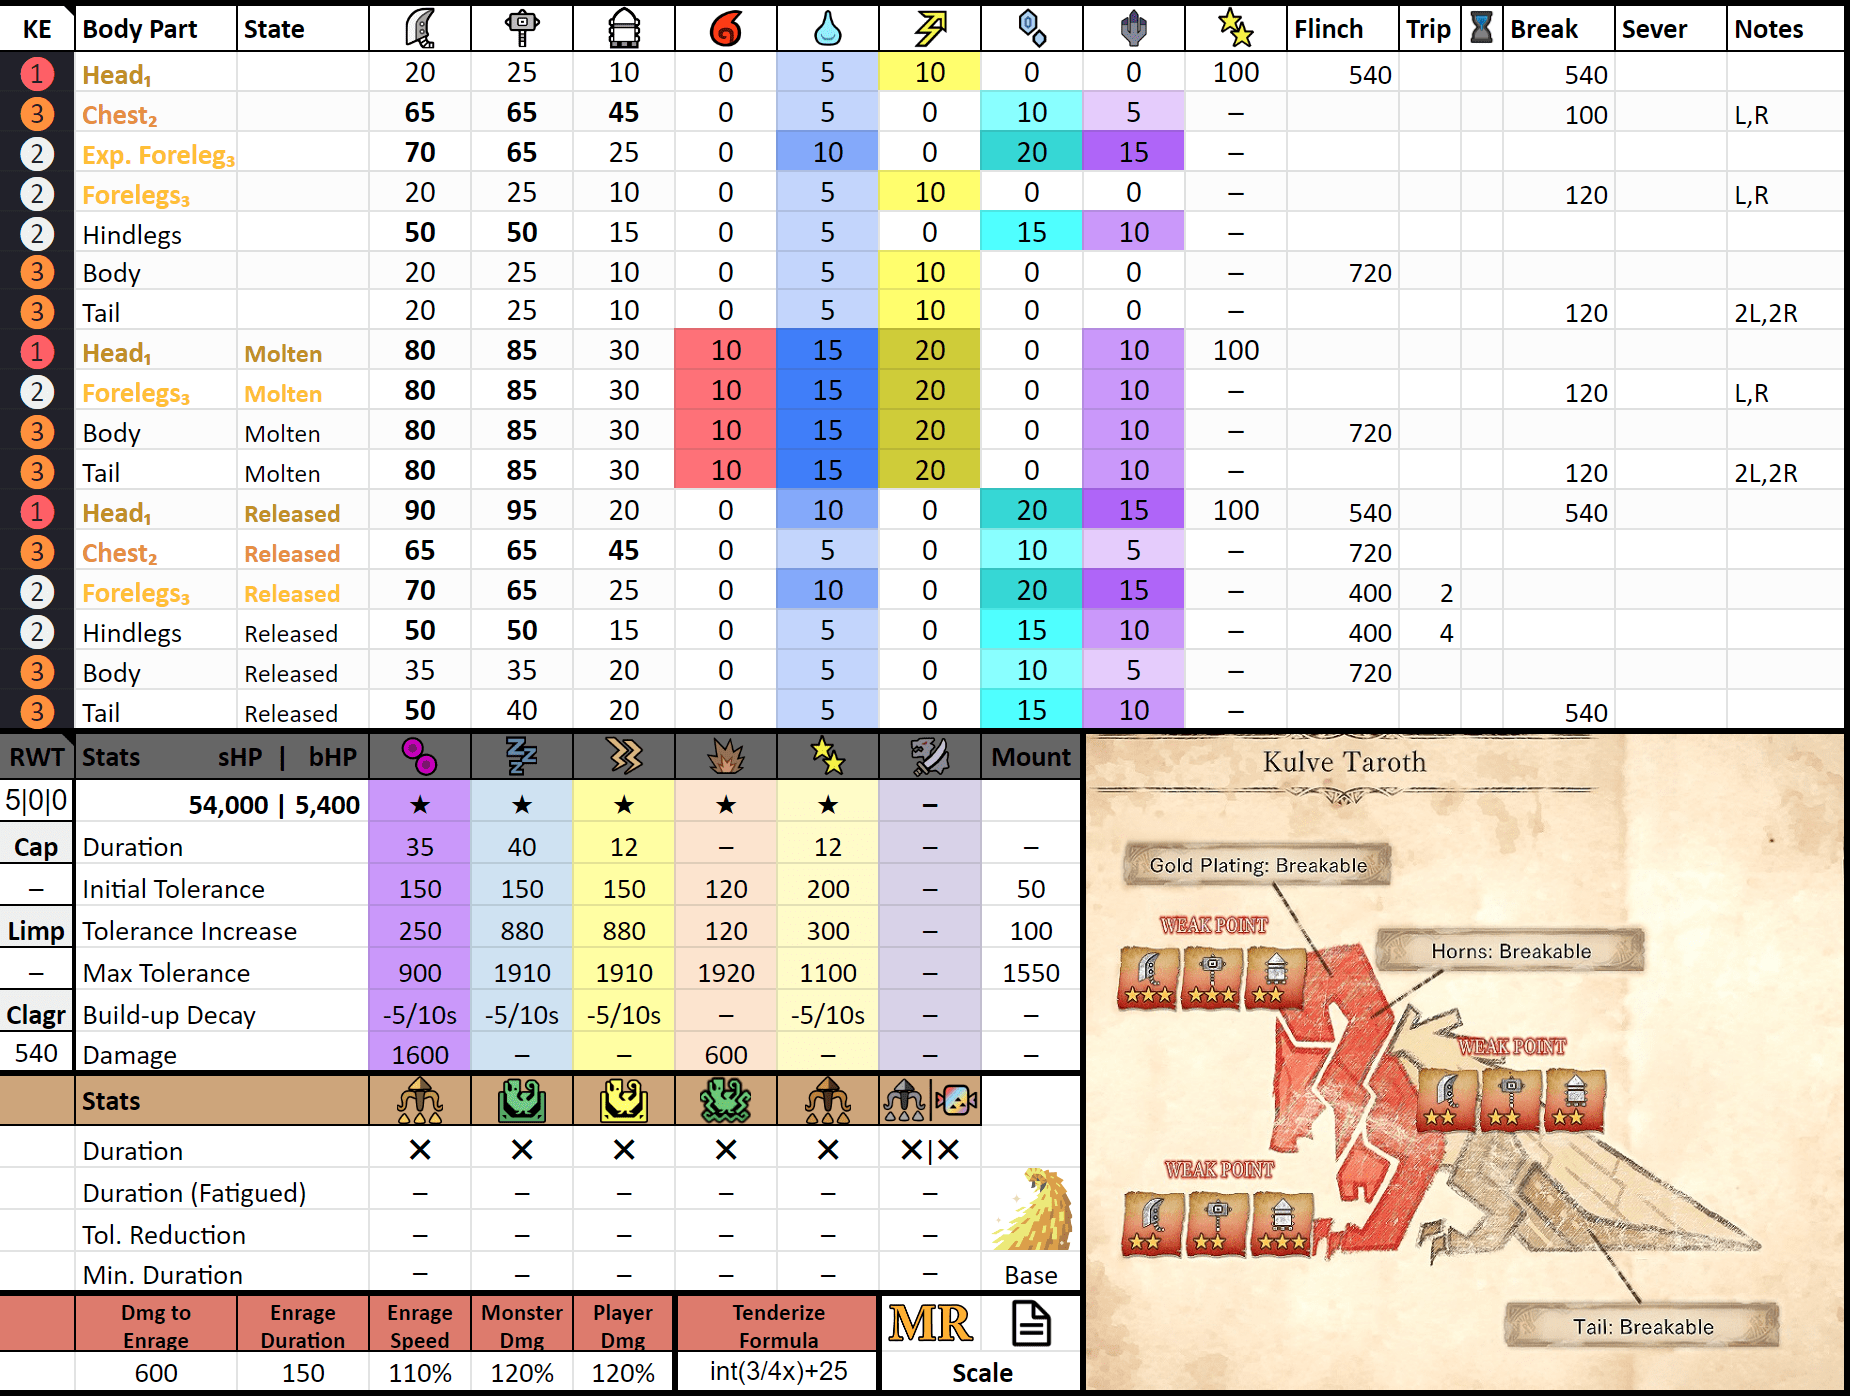 KE Body Part State Flinch Trip Break Sever Notes
1 Head₁ 20 25 10 0 5 10 0 0 100 540 540
3 Chest₂ 65 65 45 0 5 0 10 5 – 100 L,R
2 Exp. Foreleg₃ 70 65 25 0 10 0 20 15 –
2 Forelegs₃ 20 25 10 0 5 10 0 0 – 120 L,R
2 Hindlegs 50 50 15 0 5 0 15 10 –
3 Body 20 25 10 0 5 10 0 0 – 720
3 Tail 20 25 10 0 5 10 0 0 – 120 2L,2R
1 Head₁ Molten 80 85 30 10 15 20 0 10 100
2 Forelegs₃ Molten 80 85 30 10 15 20 0 10 – 120 L,R
3 Body Molten 80 85 30 10 15 20 0 10 – 720
3 Tail Molten 80 85 30 10 15 20 0 10 – 120 2L,2R
1 Head₁ Released 90 95 20 0 10 0 20 15 100 540 540
3 Chest₂ Released 65 65 45 0 5 0 10 5 – 720
2 Forelegs₃ Released 70 65 25 0 10 0 20 15 – 400 2
2 Hindlegs Released 50 50 15 0 5 0 15 10 – 400 4
3 Body Released 35 35 20 0 5 0 10 5 – 720
3 Tail Released 50 40 20 0 5 0 15 10 – 540
RWT Stats sHP | bHP Mount
5|0|0 54,000 | 5,400 ★ ★ ★ ★ ★ –
Cap Duration 35 40 12 – 12 – –
– Initial Tolerance 150 150 150 120 200 – 50
Limp Tolerance Increase 250 880 880 120 300 – 100
– Max Tolerance 900 1910 1910 1920 1100 – 1550
Clagr Build-up Decay -5/10s -5/10s -5/10s – -5/10s – –
540 Damage 1600 – – 600 – – –
Stats
Duration ✕ ✕ ✕ ✕ ✕ ✕|✕
Duration (Fatigued) – – – – – –
Tol. Reduction – – – – – –
Min. Duration – – – – – – Base
Dmg to Enrage Enrage Duration Enrage Speed Monster Dmg Player Dmg Tenderize Formula MR
600 150 110% 120% 120% int(3/4x)+25 Scale
Kulve Taroth
Gold Plating: Breakable
WEAK POINT
Horns: Breakable
WEAK POINT
WEAK POINT
Tail: Breakable